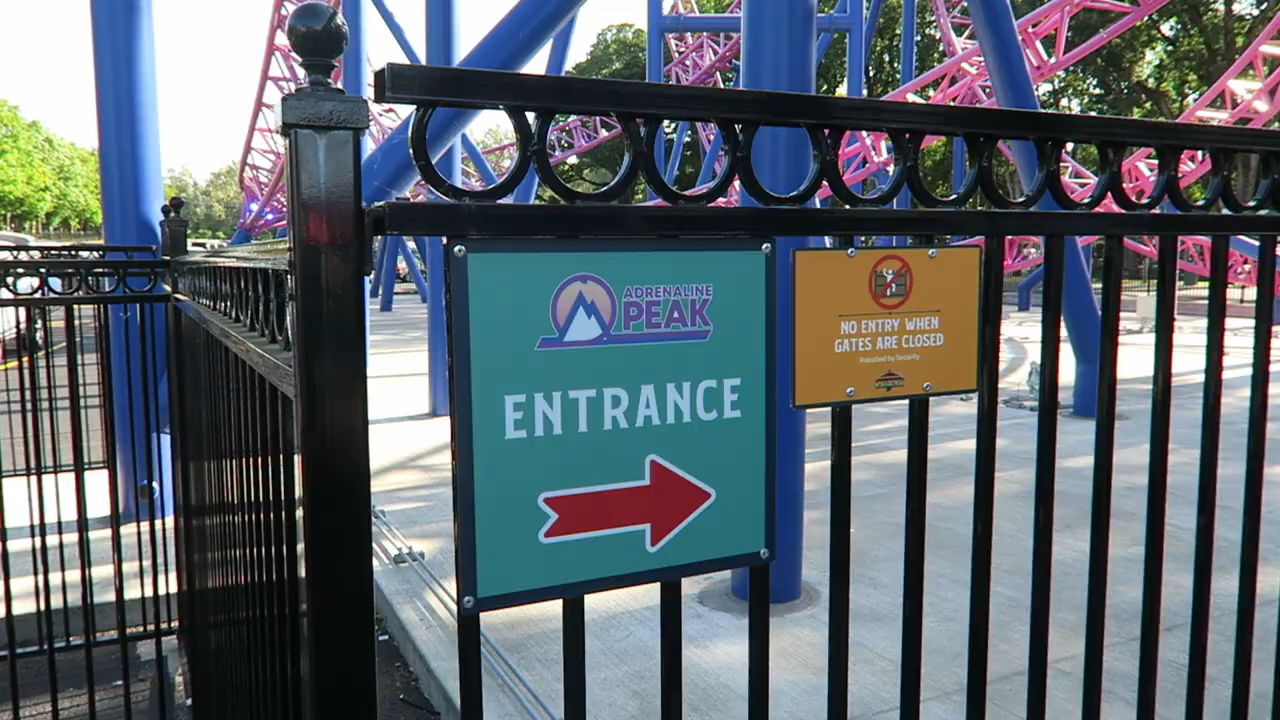 ADRENALINE
PEAK
ENTRANCE
NO ENTRY WHEN
GATES ARE CLOSED
Patrolled by Security